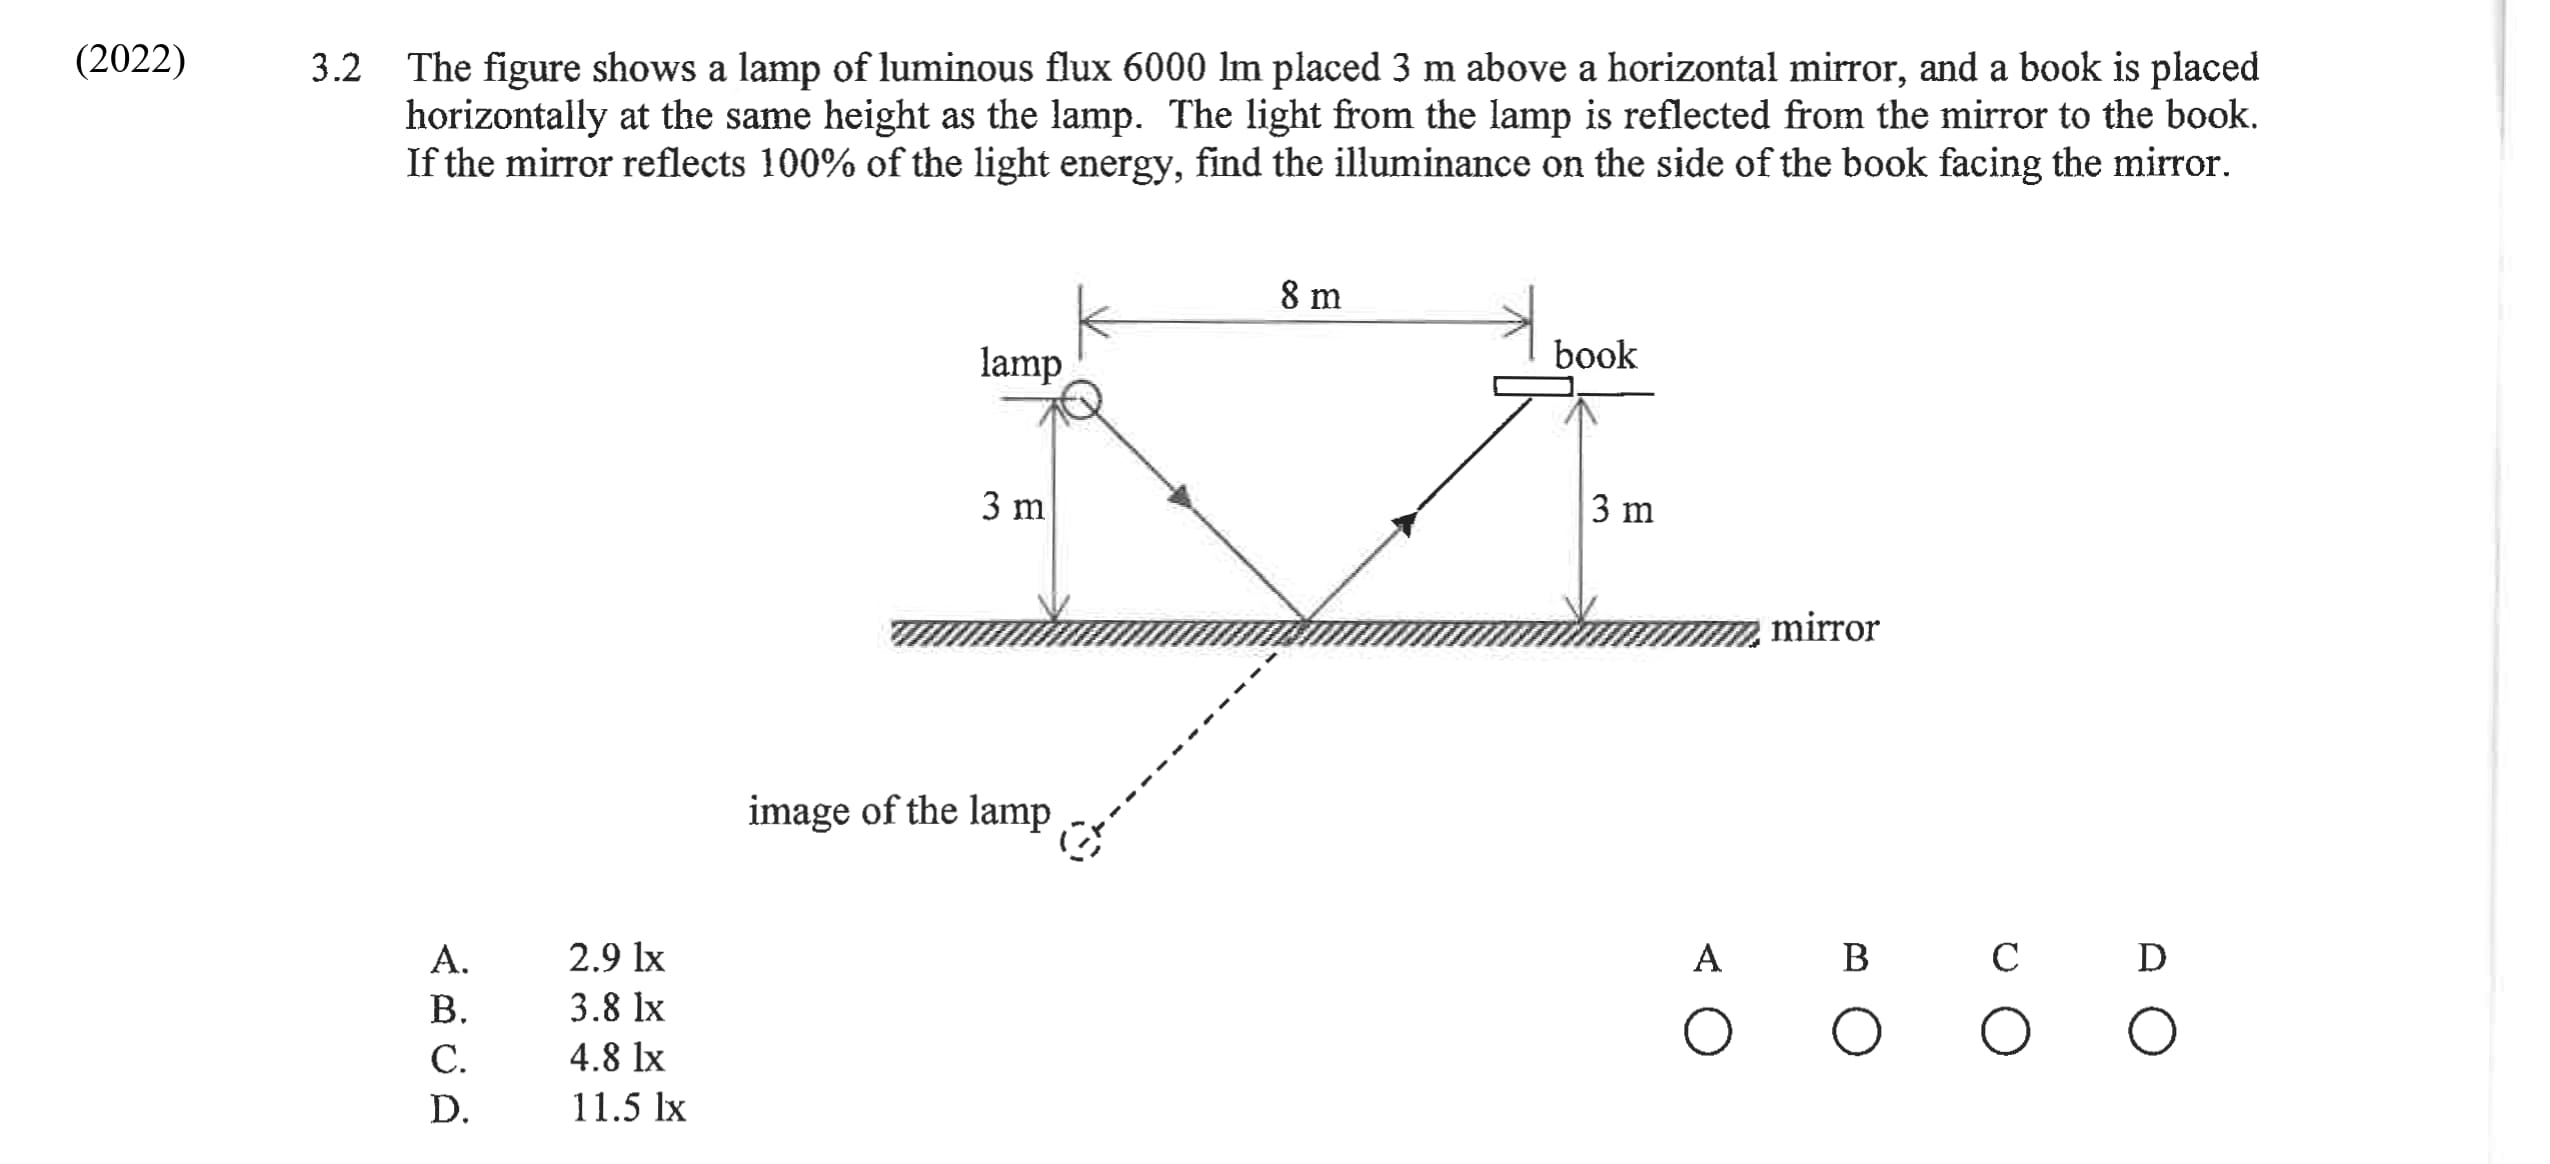 (2022)
3.2 The figure shows a lamp of luminous flux 6000 lm placed 3 m above a horizontal mirror, and a book is placed
horizontally at the same height as the lamp. The light from the lamp is reflected from the mirror to the book.
If the mirror reflects 100% of the light energy, find the illuminance on the side of the book facing the mirror.
8 m
lamp
book
3 m
3 m
mirror
image of the lamp
A. 2.9 lx
B. 3.8 lx
C. 4.8 lx
D. 11.5 lx
A B C D